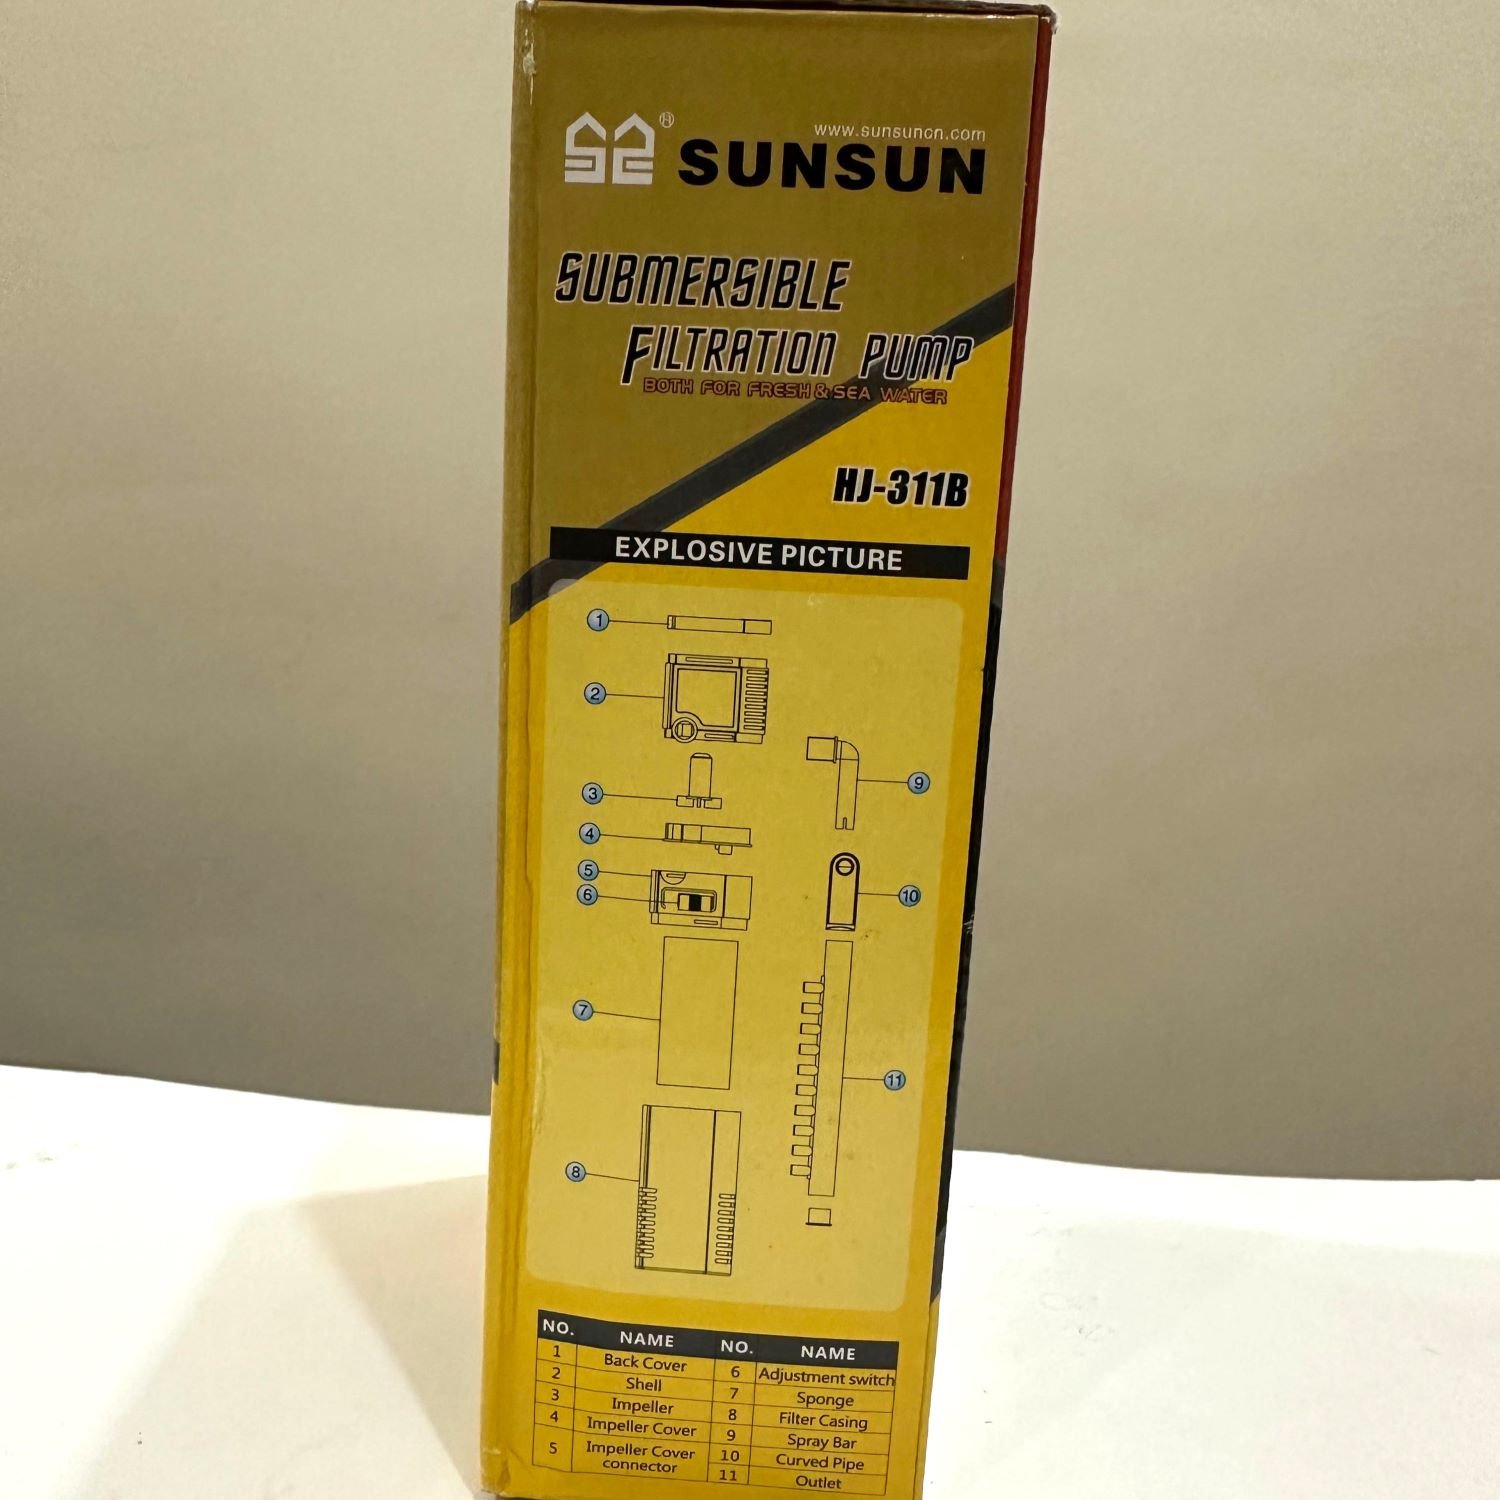 www.sunsuncn.com
® SUNSUN
SUBMERSIBLE
FILTRATION PUMP
BOTH FOR FRESH & SEA WATER
HJ-311B
EXPLOSIVE PICTURE
1
2
3
4
5
6
7
8
9
10
11
NO. NAME NO. NAME
1 Back Cover 6 Adjustment switch
2 Shell 7 Sponge
3 Impeller 8 Filter Casing
4 Impeller Cover 9 Spray Bar
5 Impeller Cover 10 Curved Pipe
connector 11 Outlet